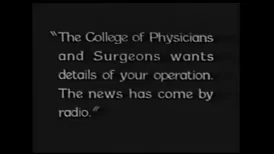 “The College of Physicians
and Surgeons wants
details of your operation.
The news has come by
radio.”